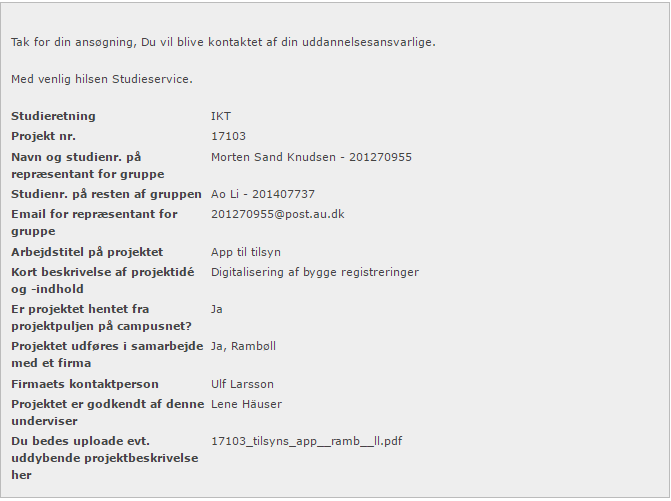 Tak for din ansøgning, Du vil blive kontaktet af din uddannelsesansvarlige.
Med venlig hilsen Studieservice.
Studieretning IKT
Projekt nr. 17103
Navn og studienr. på Morten Sand Knudsen - 201270955
repræsentant for gruppe
Studienr. på resten af gruppen Ao Li - 201407737
Email for repræsentant for 201270955@post.au.dk
gruppe
Arbejdstitel på projektet App til tilsyn
Kort beskrivelse af projektidé Digitalisering af bygge registreringer
og -indhold
Er projektet hentet fra Ja
projektpuljen på campusnet?
Projektet udføres i samarbejde Ja, Rambøll
med et firma
Firmaets kontaktperson Ulf Larsson
Projektet er godkendt af denne Lene Häuser
underviser
Du bedes uploade evt. 17103_tilsyns_app__ramb__ll.pdf
uddybende projektbeskrivelse
her